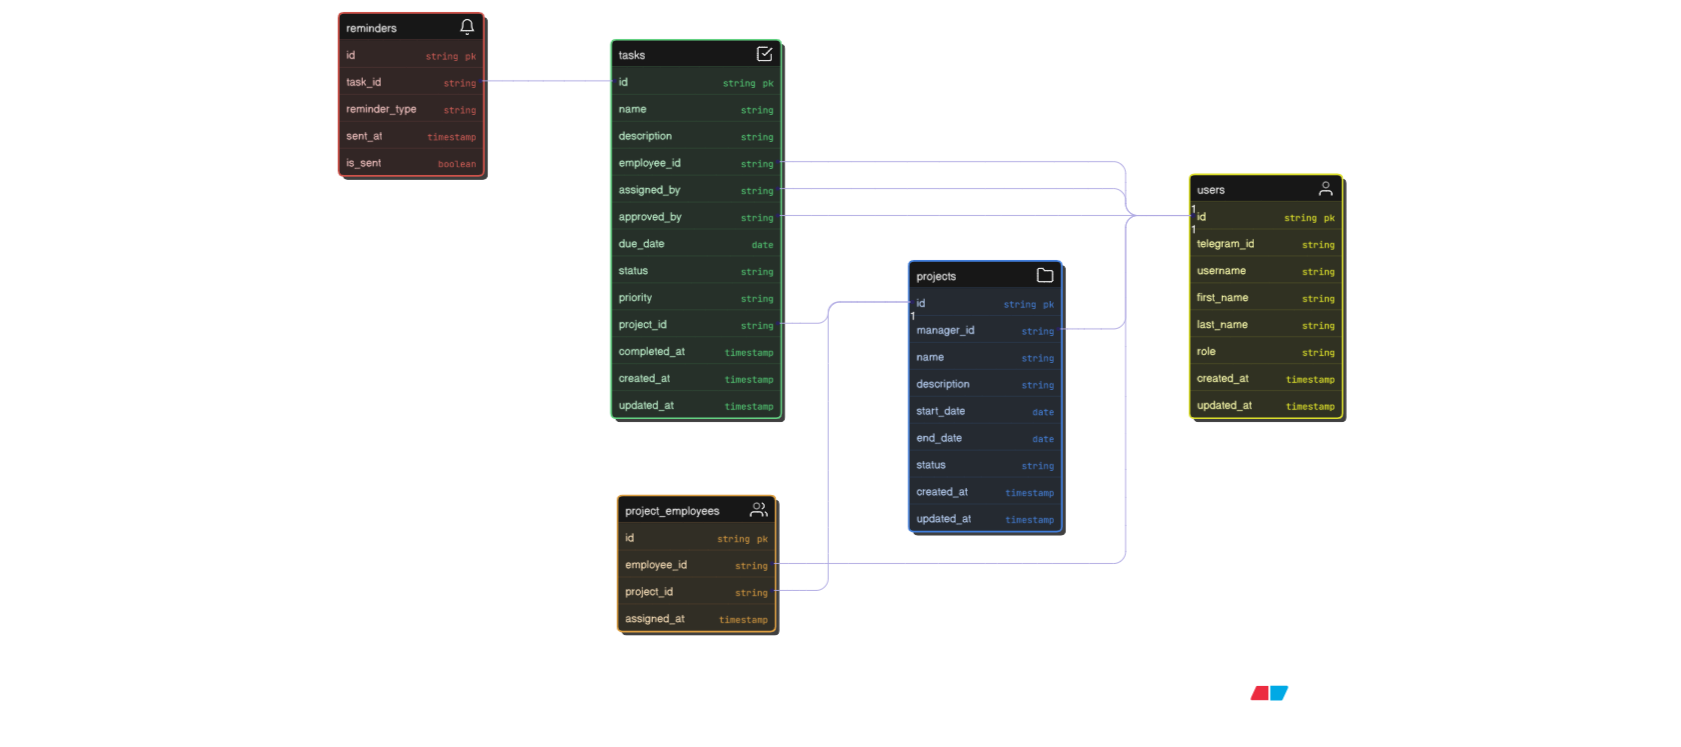 reminders
id string pk
task_id string
reminder_type string
sent_at timestamp
is_sent boolean
tasks
id string pk
name string
description string
employee_id string
assigned_by string
approved_by string
due_date date
status string
priority string
project_id string
completed_at timestamp
created_at timestamp
updated_at timestamp
users
1
id string pk
1
telegram_id string
username string
first_name string
last_name string
role string
created_at timestamp
updated_at timestamp
projects
id string pk
1
manager_id string
name string
description string
start_date date
end_date date
status string
created_at timestamp
updated_at timestamp
project_employees
id string pk
employee_id string
project_id string
assigned_at timestamp